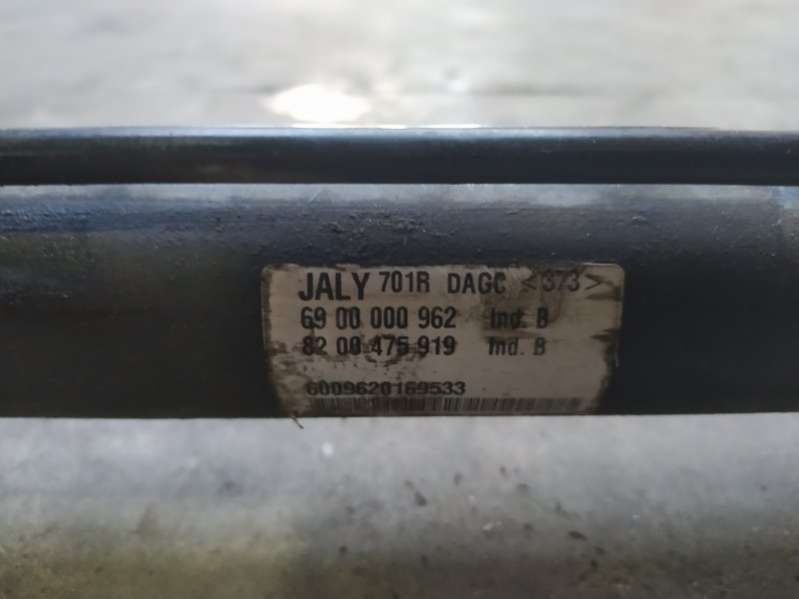 JALY 701R DAGC <373>
69 00 000 962 Ind. B
82 00 475 919 Ind. B
6009620169533